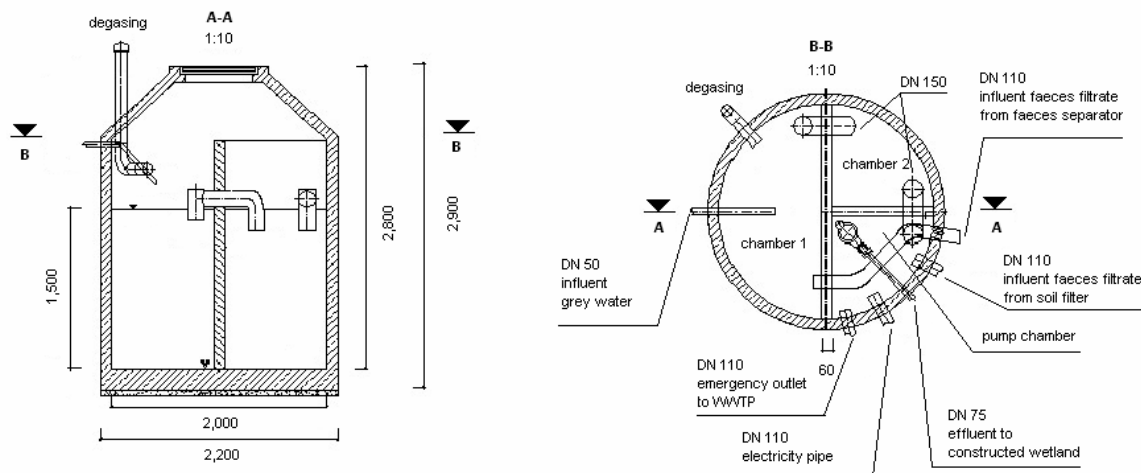 degasing
A-A
1:10
B
B
1,500
2,800
2,900
2,000
2,200
B-B
1:10
degasing
DN 150
DN 110
influent faeces filtrate
from faeces separator
chamber 2
A
A
chamber 1
DN 50
influent
grey water
DN 110
influent faeces filtrate
from soil filter
pump chamber
60
DN 110
emergency outlet
to WWTP
DN 110
electricity pipe
DN 75
effluent to
constructed wetland